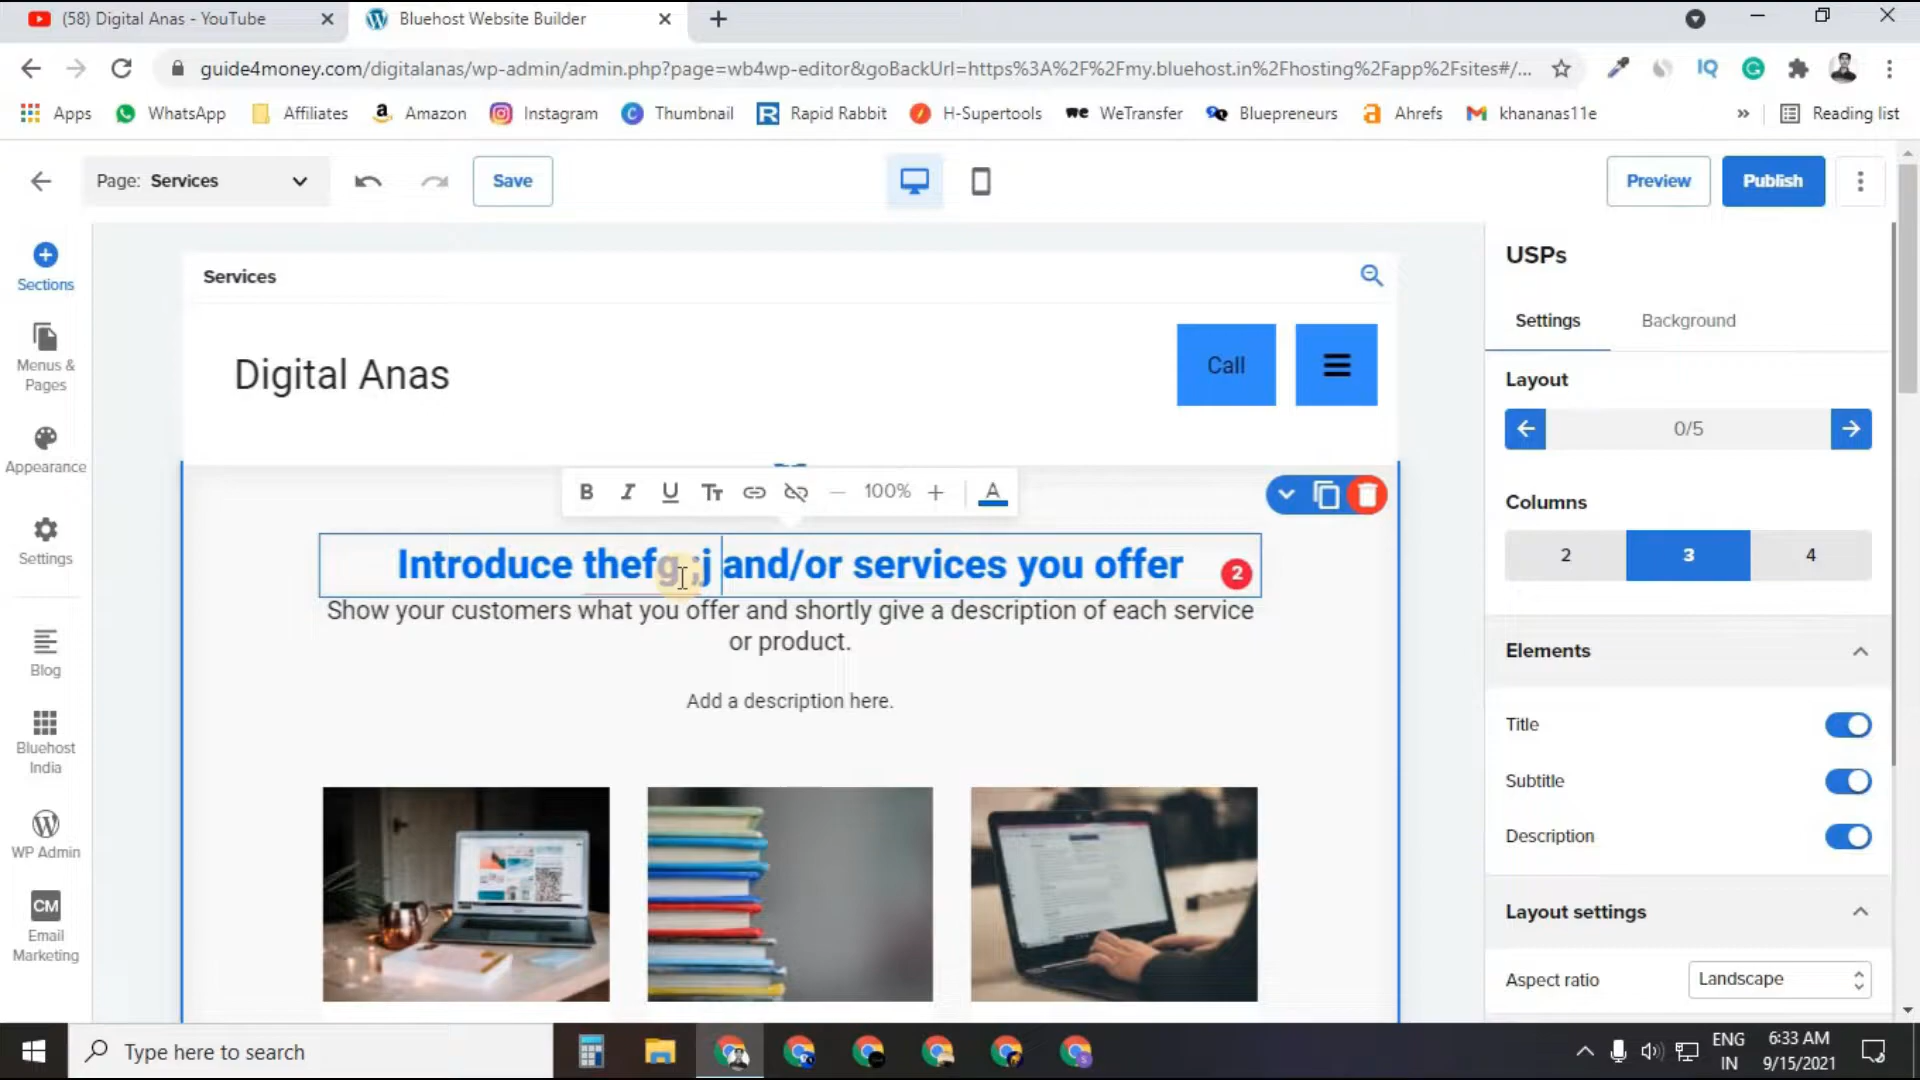 (58) Digital Anas - YouTube
Bluehost Website Builder
guide4money.com/digitalanas/wp-admin/admin.php?page=wb4wp-editor&goBackUrl=https%3A%2F%2Fmy.bluehost.in%2Fhosting%2Fapp%2Fsites#/...
IQ
Apps
WhatsApp
Affiliates
Amazon
Instagram
Thumbnail
Rapid Rabbit
H-Supertools
WeTransfer
Bluepreneurs
Ahrefs
khananas11e
»
Reading list
Page: Services
Save
Preview
Publish
Sections
Menus &
Pages
Appearance
Settings
Blog
Bluehost
India
WP Admin
CM
Email
Marketing
Services
Digital Anas
Call
B I U Tт 100% A
Introduce thefg ;j and/or services you offer
2
Show your customers what you offer and shortly give a description of each service
or product.
Add a description here.
USPs
Settings
Background
Layout
0/5
Columns
2
3
4
Elements
Title
Subtitle
Description
Layout settings
Aspect ratio
Landscape
Type here to search
ENG
IN
6:33 AM
9/15/2021